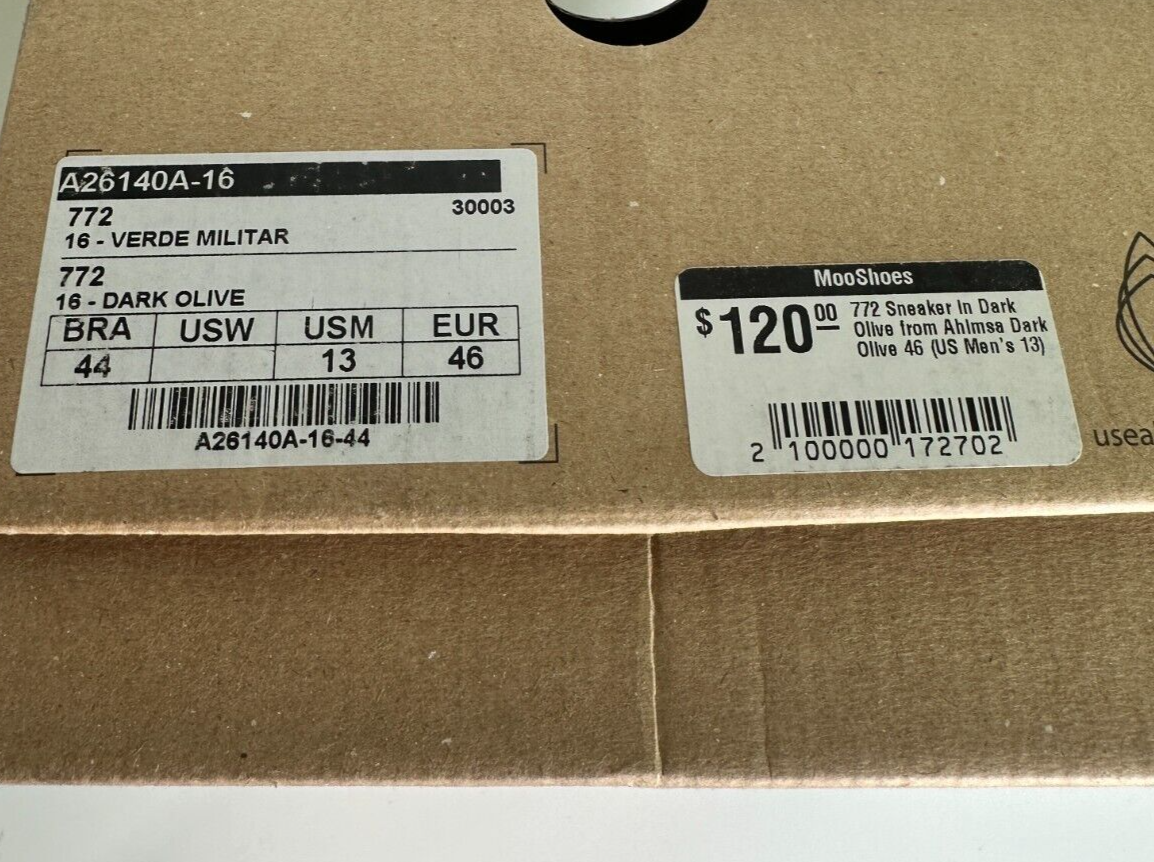 A26140A-16
772
30003
16 - VERDE MILITAR
772
16 - DARK OLIVE
BRA USW USM EUR
44 13 46
A26140A-16-44
MooShoes
$120.00
772 Sneaker In Dark
Olive from Ahimsa Dark
Olive 46 (US Men's 13)
2 100000 172702